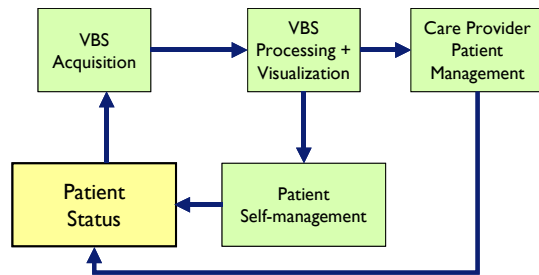 VBS
Acquisition
VBS
Processing +
Visualization
Care Provider
Patient
Management
Patient
Status
Patient
Self-management